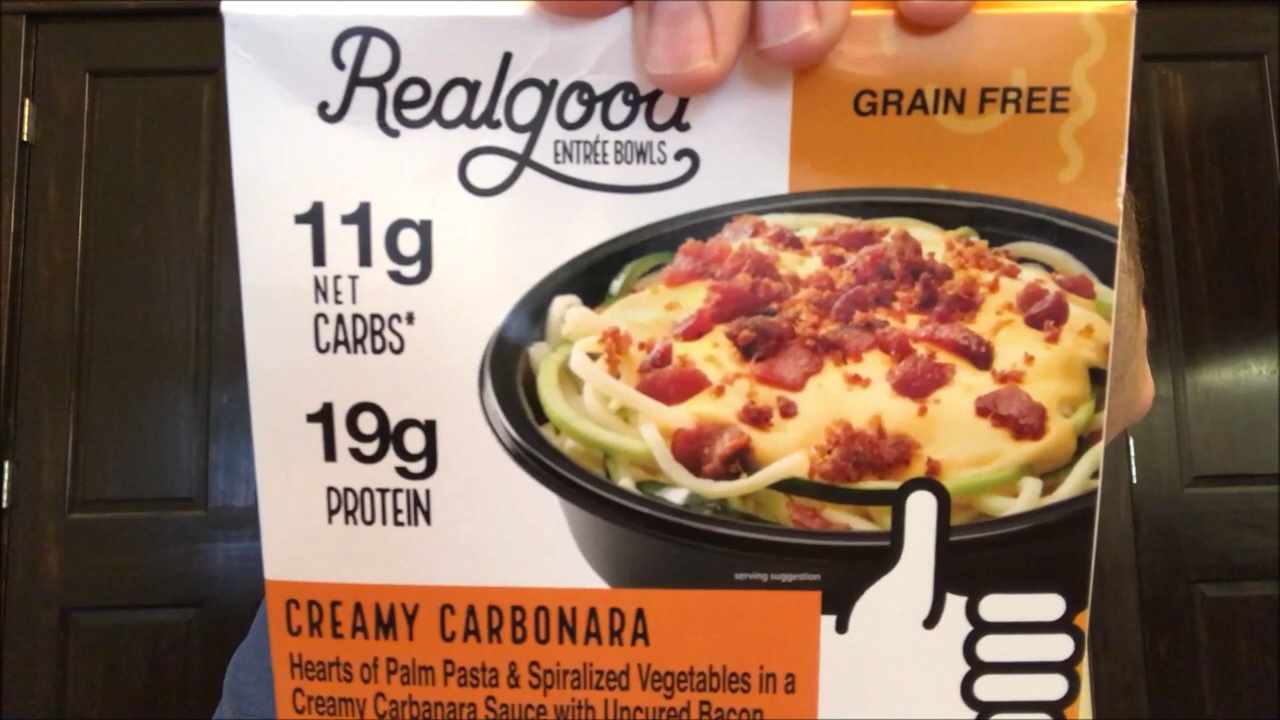 Realgood
ENTRÉE BOWLS
GRAIN FREE
11g
NET
CARBS*
19g
PROTEIN
serving suggestion
CREAMY CARBONARA
Hearts of Palm Pasta & Spiralized Vegetables in a
Creamy Carbanara Sauce with Uncured Bacon